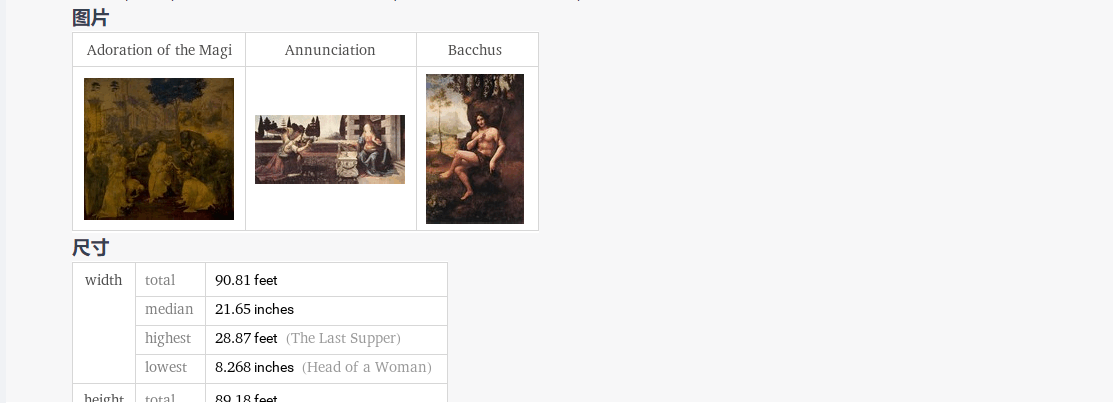 图片
Adoration of the Magi Annunciation Bacchus
尺寸
width total 90.81 feet
median 21.65 inches
highest 28.87 feet (The Last Supper)
lowest 8.268 inches (Head of a Woman)
height total 89.18 feet